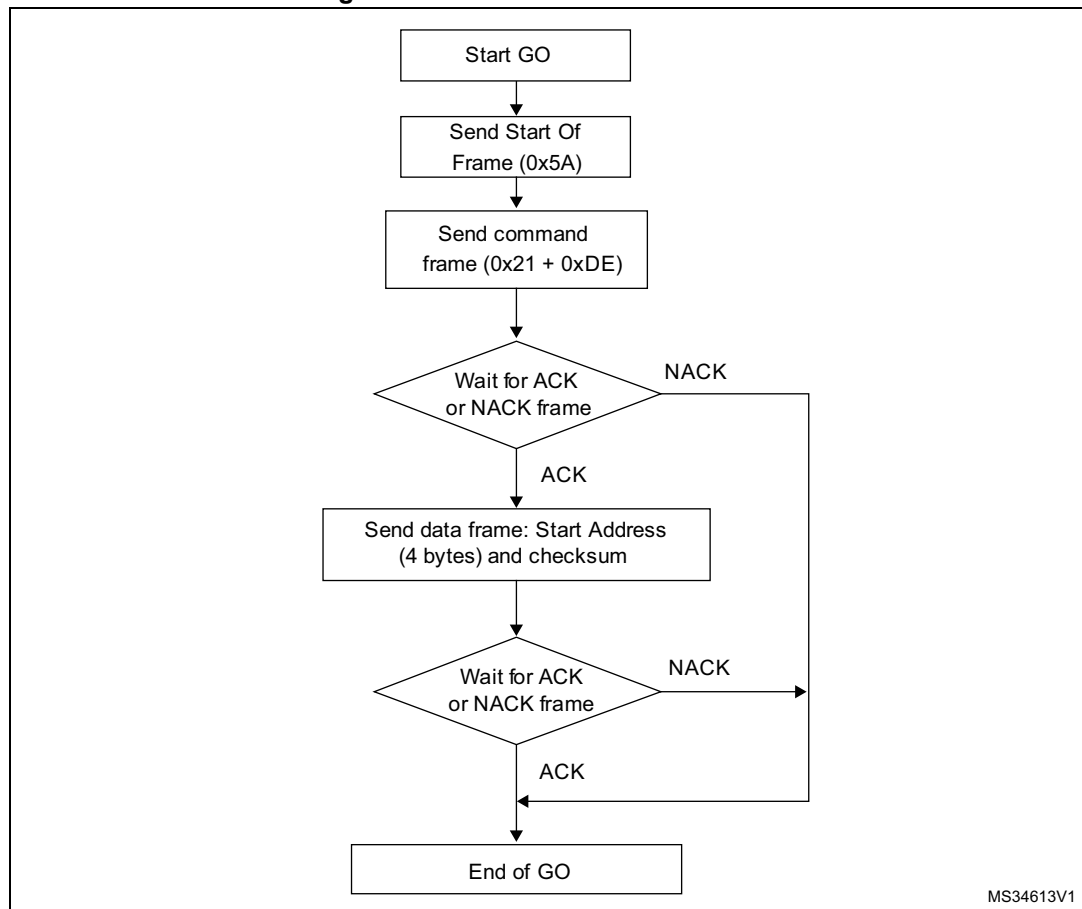 Start GO
Send Start Of
Frame (0x5A)
Send command
frame (0x21 + 0xDE)
Wait for ACK
or NACK frame
NACK
ACK
Send data frame: Start Address
(4 bytes) and checksum
Wait for ACK
or NACK frame
NACK
ACK
End of GO
MS34613V1